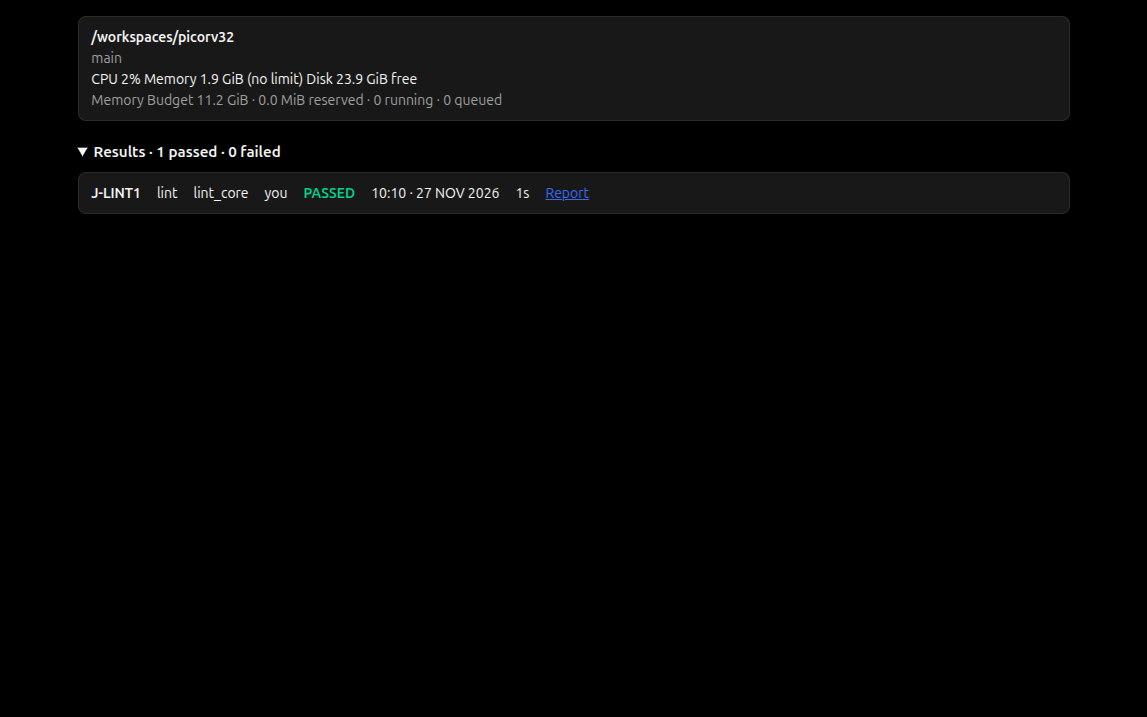 /workspaces/picorv32
main
CPU 2% Memory 1.9 GiB (no limit) Disk 23.9 GiB free
Memory Budget 11.2 GiB · 0.0 MiB reserved · 0 running · 0 queued
▼ Results · 1 passed · 0 failed
J-LINT1 lint lint_core you PASSED 10:10 · 27 NOV 2026 1s Report